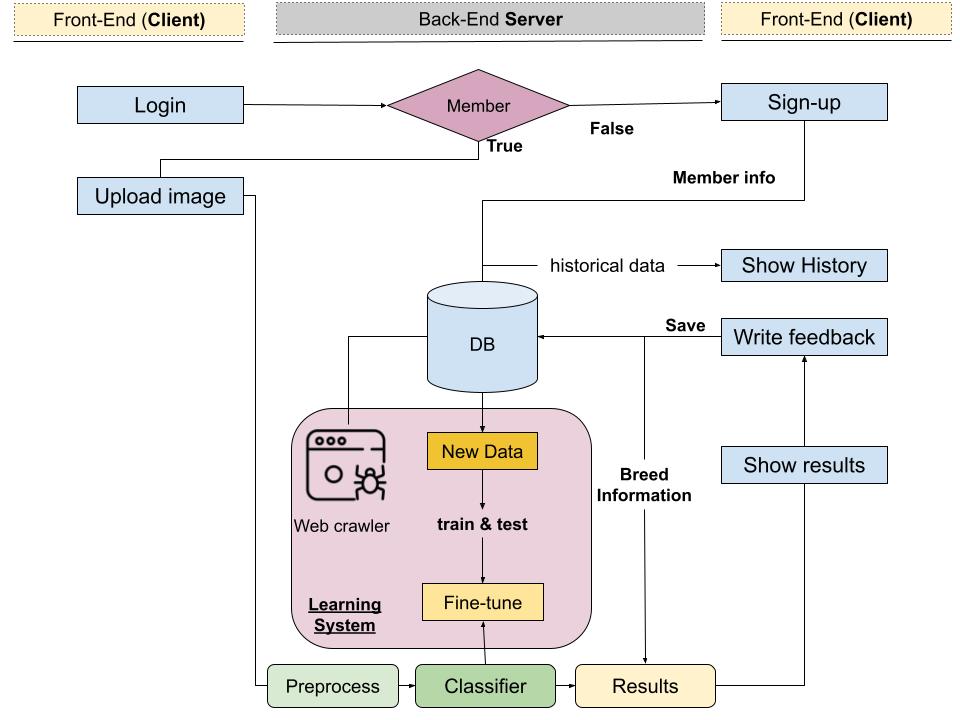 Front-End (Client)
Back-End Server
Front-End (Client)
Login
Member
Sign-up
False
True
Upload image
Member info
historical data
Show History
DB
Save
Write feedback
New Data
Show results
Breed
Information
Web crawler
train & test
Learning
System
Fine-tune
Preprocess
Classifier
Results